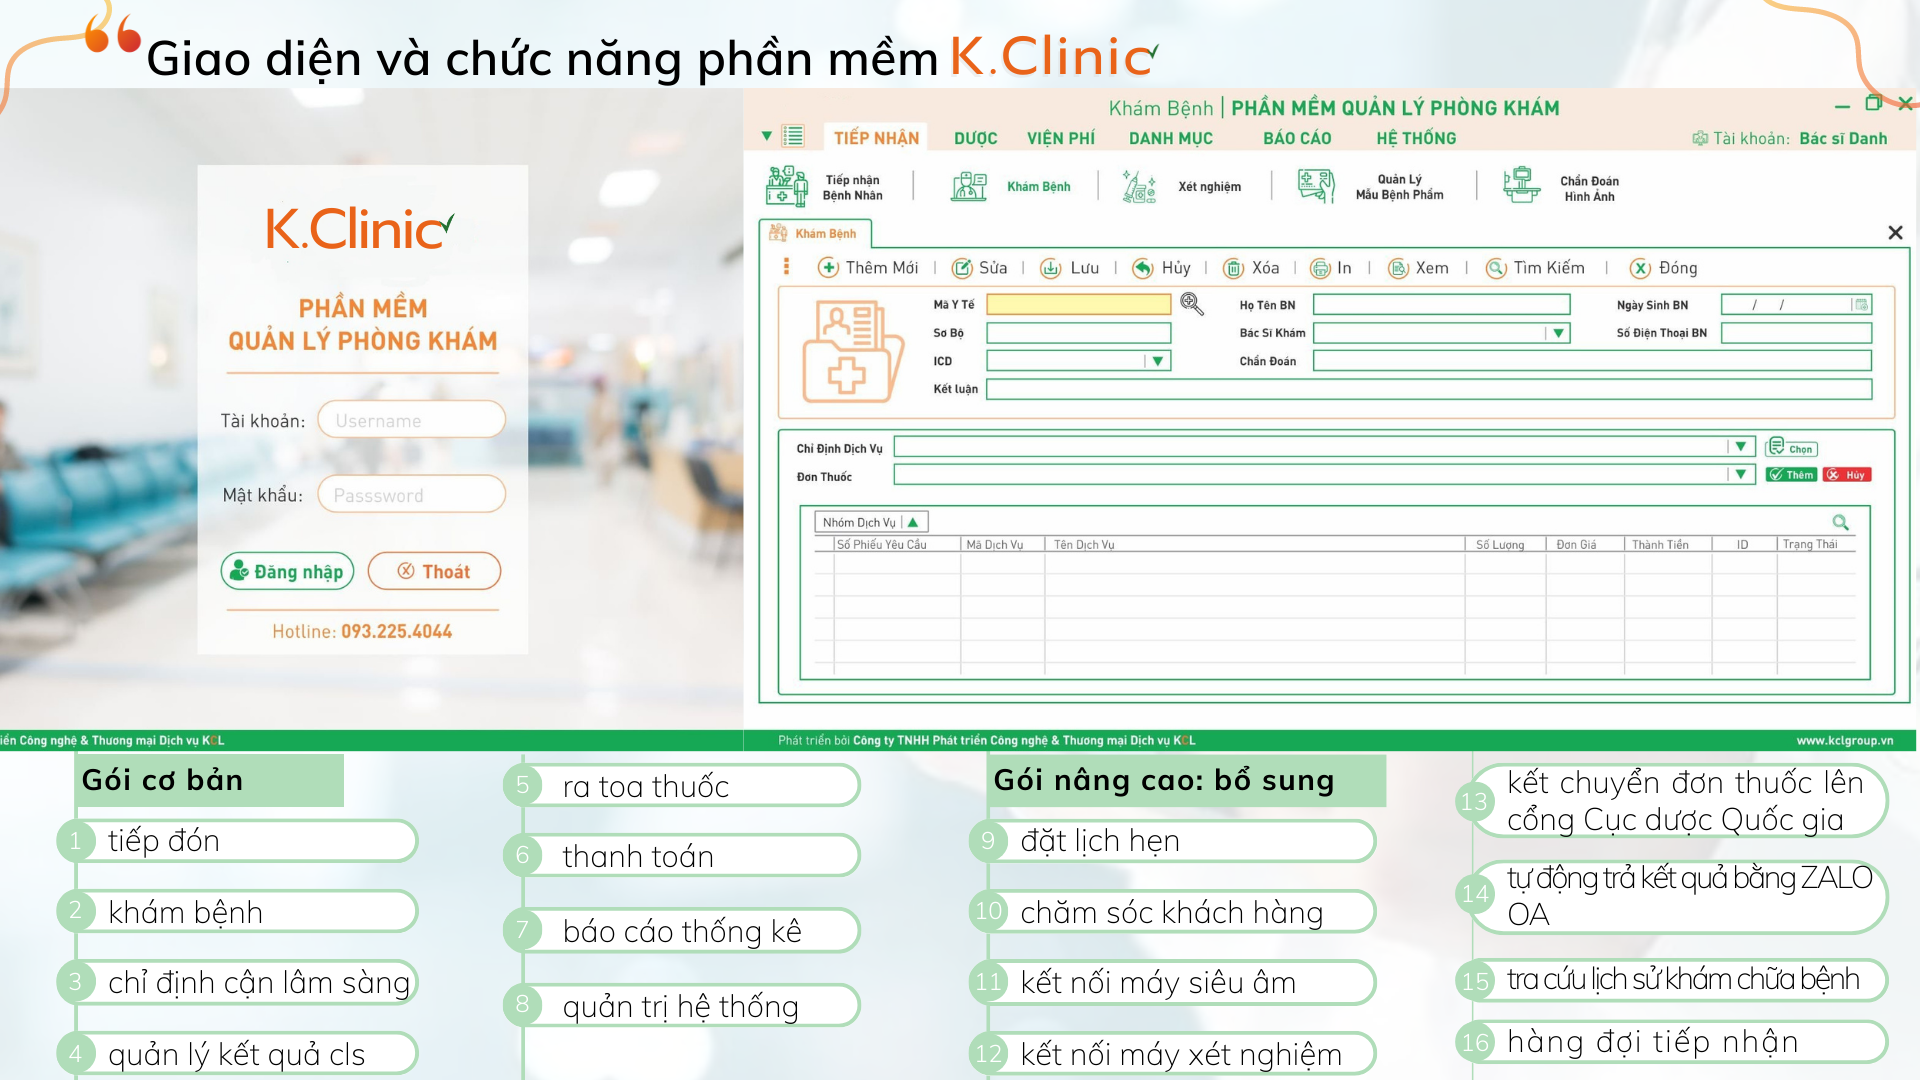 Giao diện và chức năng phần mềm K.Clinic
K.Clinic
PHẦN MỀM
QUẢN LÝ PHÒNG KHÁM
Tài khoản: Username
Mật khẩu: Passsword
Đăng nhập Thoát
Hotline: 093.225.4044
iển Công nghệ & Thương mại Dịch vụ KCL
Khám Bệnh | PHẦN MỀM QUẢN LÝ PHÒNG KHÁM
TIẾP NHẬN DƯỢC VIỆN PHÍ DANH MỤC BÁO CÁO HỆ THỐNG Tài khoản: Bác sĩ Danh
Tiếp nhận
Bệnh Nhân
Khám Bệnh
Xét nghiệm
Quản Lý
Mẫu Bệnh Phẩm
Chẩn Đoán
Hình Ảnh
Khám Bệnh
Thêm Mới | Sửa | Lưu | Hủy | Xóa | In | Xem | Tìm Kiếm | Đóng
Mã Y Tế Họ Tên BN Ngày Sinh BN / /
Sơ Bộ Bác Sĩ Khám Số Điện Thoại BN
ICD Chẩn Đoán
Kết luận
Chỉ Định Dịch Vụ Chọn
Đơn Thuốc Thêm Hủy
Nhóm Dịch Vụ
Số Phiếu Yêu Cầu Mã Dịch Vụ Tên Dịch Vụ Số Lượng Đơn Giá Thành Tiền ID Trạng Thái
Phát triển bởi Công ty TNHH Phát triển Công nghệ & Thương mại Dịch vụ KCL www.kclgroup.vn
Gói cơ bản
1 tiếp đón
2 khám bệnh
3 chỉ định cận lâm sàng
4 quản lý kết quả cls
5 ra toa thuốc
6 thanh toán
7 báo cáo thống kê
8 quản trị hệ thống
Gói nâng cao: bổ sung
9 đặt lịch hẹn
10 chăm sóc khách hàng
11 kết nối máy siêu âm
12 kết nối máy xét nghiệm
13 kết chuyển đơn thuốc lên
cổng Cục dược Quốc gia
14 tự động trả kết quả bằng ZALO
OA
15 tra cứu lịch sử khám chữa bệnh
16 hàng đợi tiếp nhận